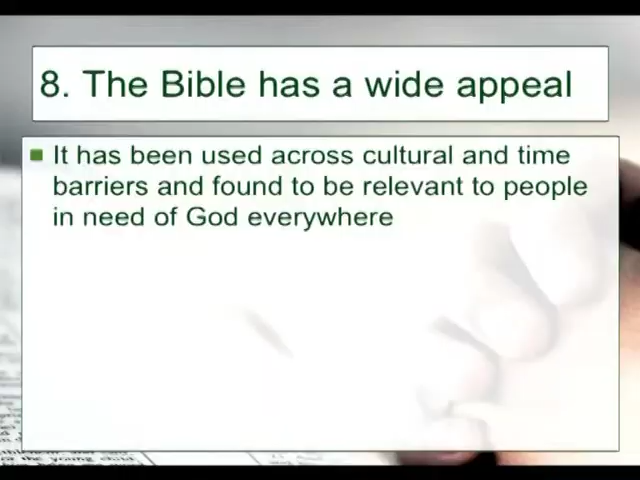 8. The Bible has a wide appeal
It has been used across cultural and time
barriers and found to be relevant to people
in need of God everywhere